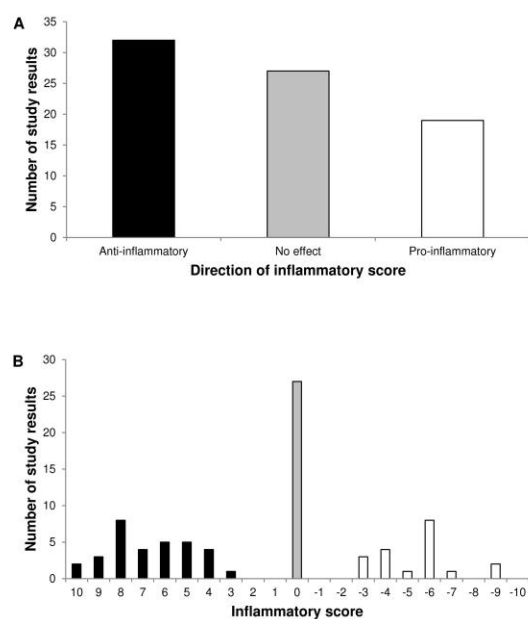 A
35
30
25
20
15
10
5
0
Number of study results
Anti-inflammatory No effect Pro-inflammatory
Direction of inflammatory score
B
30
25
20
15
10
5
0
Number of study results
10 9 8 7 6 5 4 3 2 1 0 -1 -2 -3 -4 -5 -6 -7 -8 -9 -10
Inflammatory score